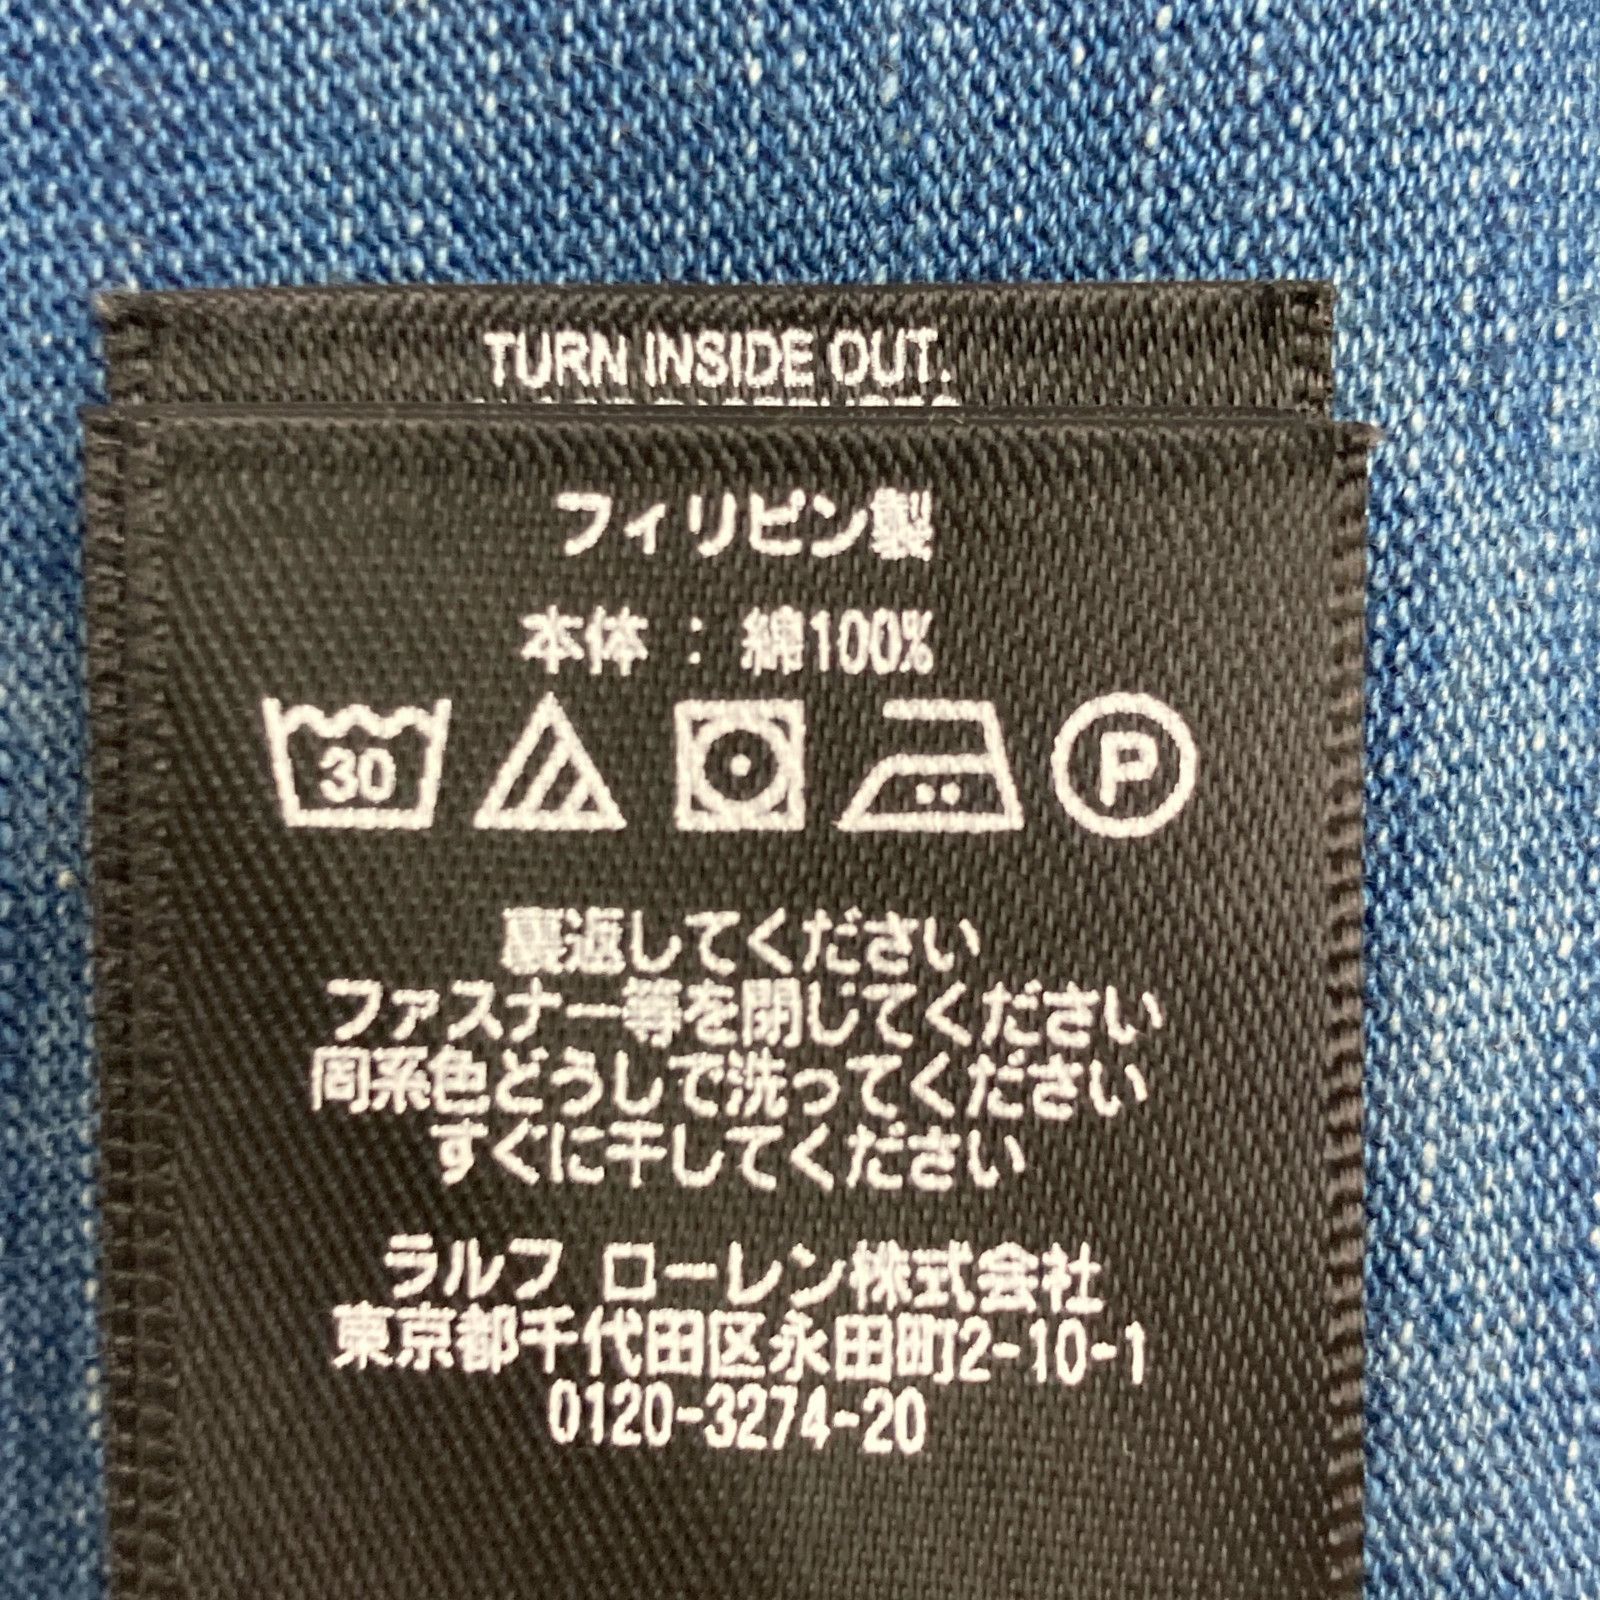 TURN INSIDE OUT.
フィリピン製
本体 : 綿100%
30
P
裏返してください
ファスナー等を閉じてください
同系色どうしで洗ってください
すぐに干してください
ラルフ ローレン株式会社
東京都千代田区永田町2-10-1
0120-3274-20